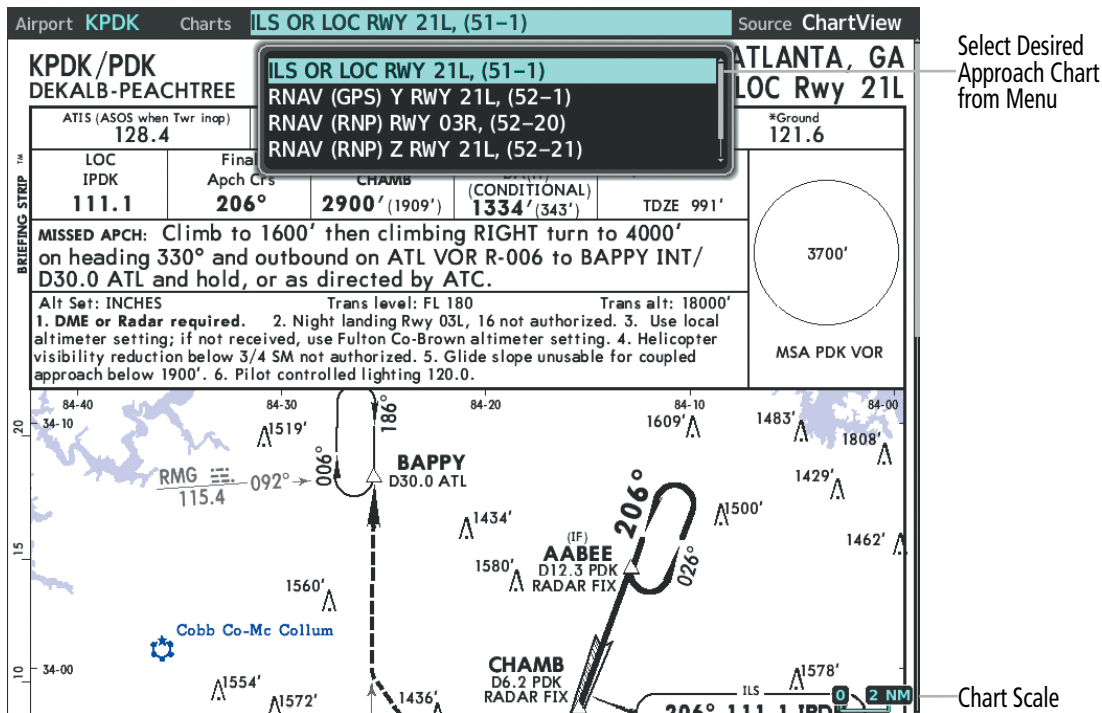 Airport KPDK Charts ILS OR LOC RWY 21L, (51–1) Source ChartView
ILS OR LOC RWY 21L, (51–1)
RNAV (GPS) Y RWY 21L, (52–1)
RNAV (RNP) RWY 03R, (52–20)
RNAV (RNP) Z RWY 21L, (52–21)
Select Desired
Approach Chart
from Menu
KPDK/PDK
DEKALB-PEACHTREE
ATLANTA, GA
LOC Rwy 21L
ATIS (ASOS when Twr inop)
128.4
*Ground
121.6
BRIEFING STRIP TM
LOC
IPDK
111.1
Final
Apch Crs
206°
CHAMB
2900' (1909')
(CONDITIONAL)
1334' (343')
TDZE 991'
MISSED APCH: Climb to 1600' then climbing RIGHT turn to 4000'
on heading 330° and outbound on ATL VOR R-006 to BAPPY INT/
D30.0 ATL and hold, or as directed by ATC.
3700'
MSA PDK VOR
Alt Set: INCHES Trans level: FL 180 Trans alt: 18000'
1. DME or Radar required. 2. Night landing Rwy 03L, 16 not authorized. 3. Use local
altimeter setting; if not received, use Fulton Co-Brown altimeter setting. 4. Helicopter
visibility reduction below 3/4 SM not authorized. 5. Glide slope unusable for coupled
approach below 1900'. 6. Pilot controlled lighting 120.0.
84-40 84-30 84-20 84-10 84-00
20
34-10
1519'
186°
006°
1609'
1483'
1808'
BAPPY
D30.0 ATL
RMG
115.4
092°
1429'
206°
1500'
1434'
1462'
15
(IF)
AABEE
D12.3 PDK
RADAR FIX
026°
1580'
1560'
Cobb Co-Mc Collum
10
34-00
CHAMB
D6.2 PDK
RADAR FIX
1578'
1554'
1572'
1436'
ILS
206° 111.1 IPDK
0 2 NM
Chart Scale